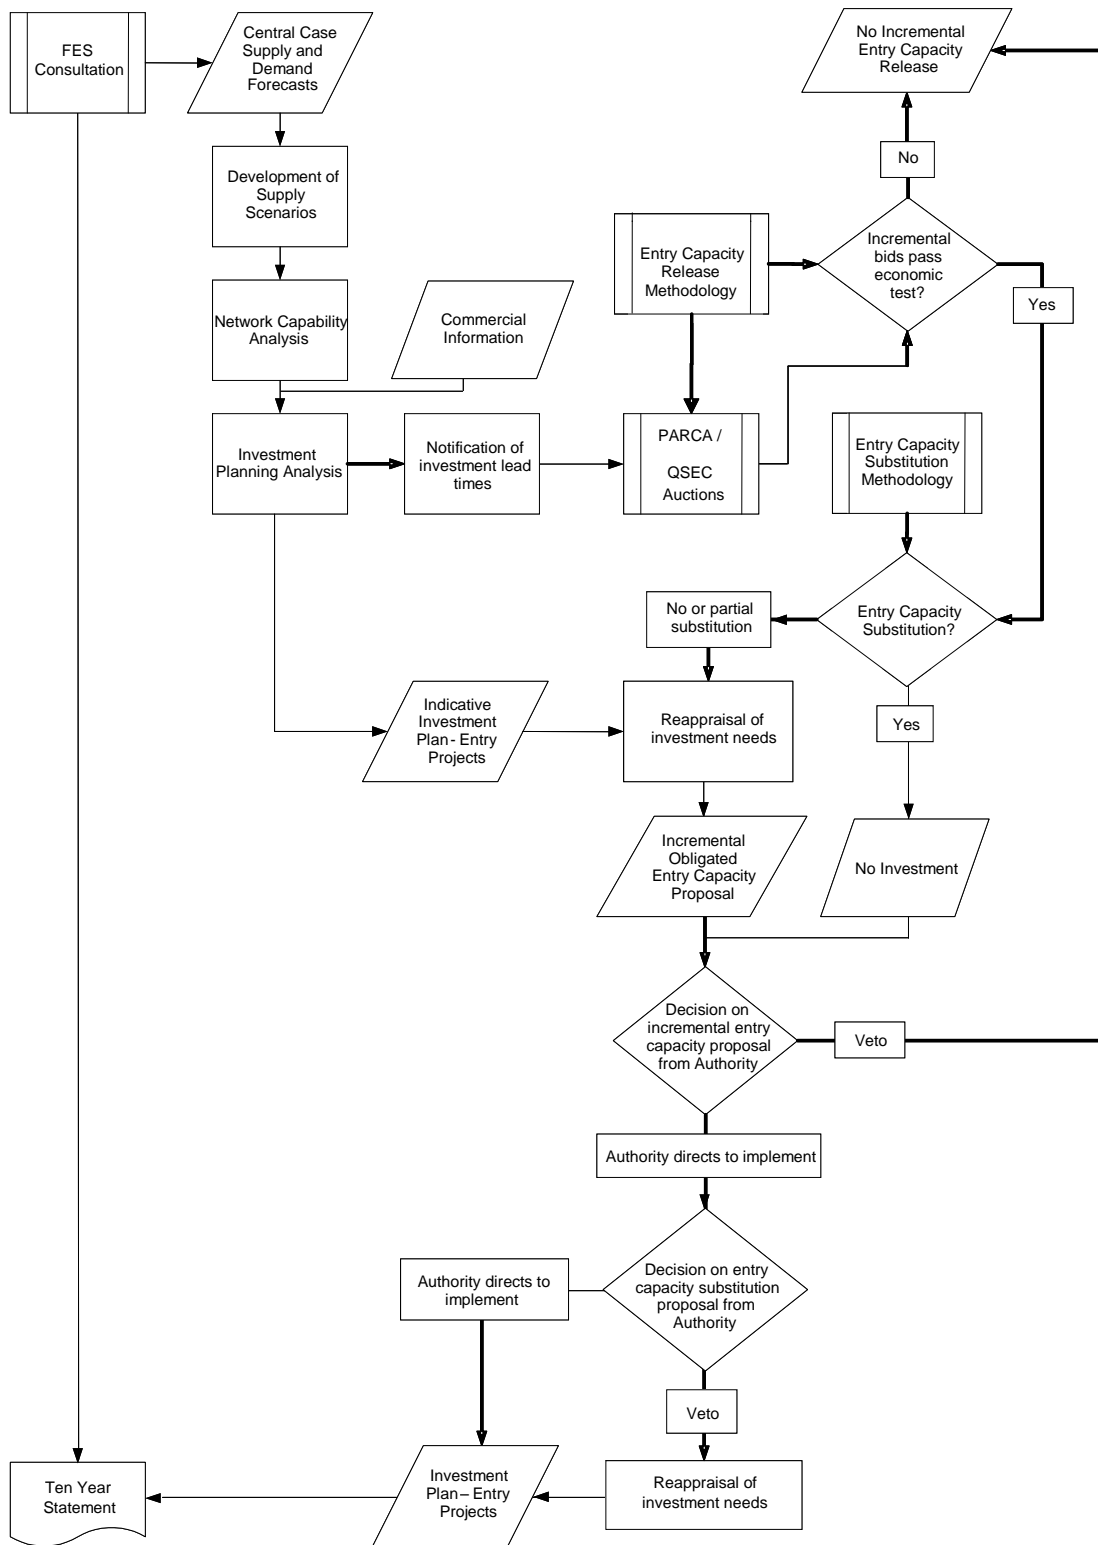 FES
Consultation
Central Case
Supply and
Demand
Forecasts
No Incremental
Entry Capacity
Release
No
Development of
Supply
Scenarios
Entry Capacity
Release
Methodology
Incremental
bids pass
economic
test?
Yes
Network Capability
Analysis
Commercial
Information
Investment
Planning Analysis
Notification of
investment lead
times
PARCA /
QSEC
Auctions
Entry Capacity
Substitution
Methodology
No or partial
substitution
Entry Capacity
Substitution?
Indicative
Investment
Plan- Entry
Projects
Reappraisal of
investment needs
Yes
Incremental
Obligated
Entry Capacity
Proposal
No Investment
Decision on
incremental entry
capacity proposal
from Authority
Veto
Authority directs to implement
Authority directs to
implement
Decision on entry
capacity substitution
proposal from
Authority
Veto
Ten Year
Statement
Investment
Plan– Entry
Projects
Reappraisal of
investment needs